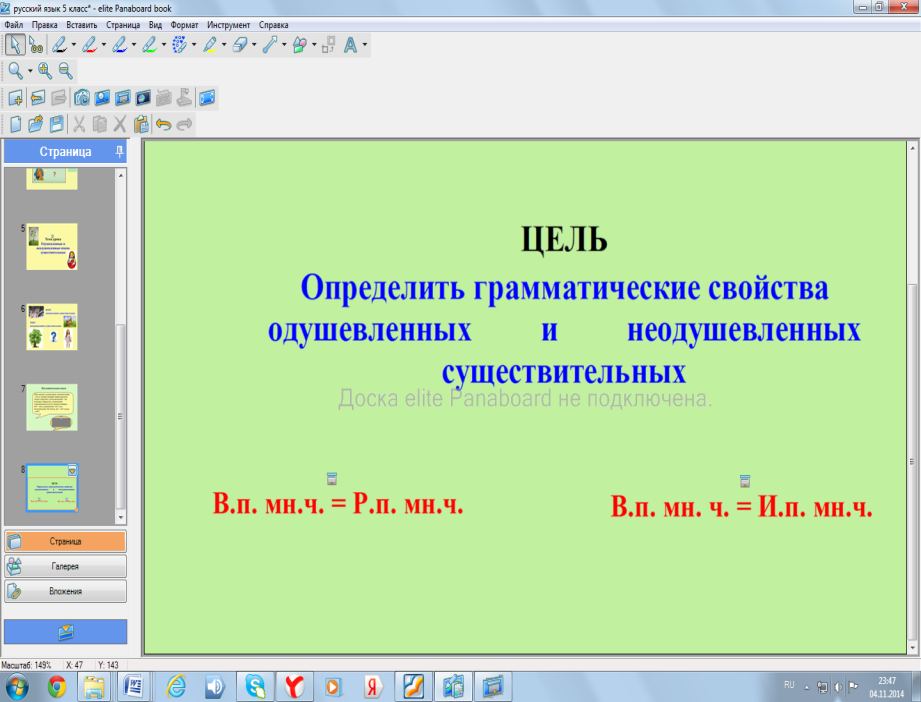 русский язык 5 класс* - elite Panaboard book
Файл Правка Вставить Страница Вид Формат Инструмент Справка
Страница
5
6
7
8
ЦЕЛЬ
Определить грамматические свойства
одушевленных и неодушевленных
существительных
Доска elite Panaboard не подключена.
В.п. мн.ч. = Р.п. мн.ч.
В.п. мн. ч. = И.п. мн.ч.
Страница
Галерея
Вложения
Масштаб: 149% X: 47 Y: 143
RU
23:47
04.11.2014